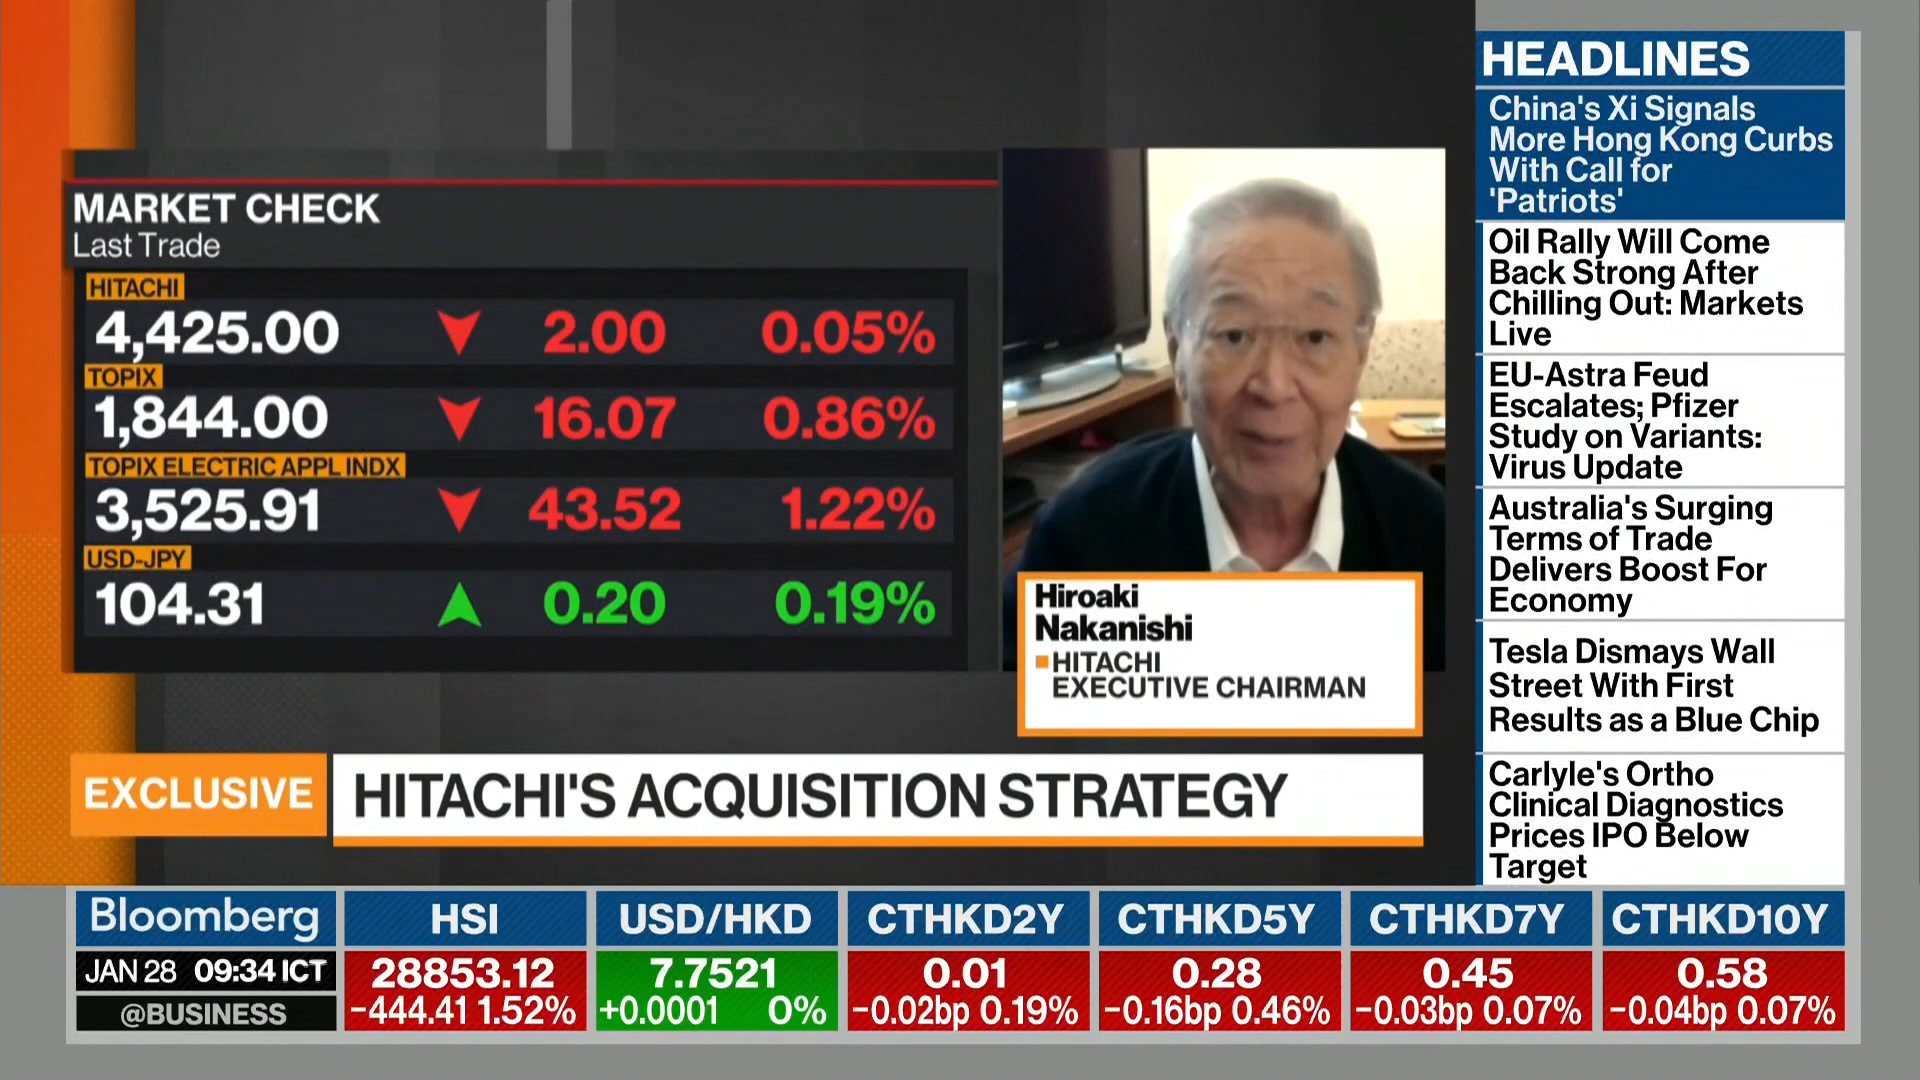 MARKET CHECK
Last Trade
HITACHI
4,425.00 ▼ 2.00 0.05%
TOPIX
1,844.00 ▼ 16.07 0.86%
TOPIX ELECTRIC APPL INDX
3,525.91 ▼ 43.52 1.22%
USD-JPY
104.31 ▲ 0.20 0.19%
Hiroaki
Nakanishi
HITACHI
EXECUTIVE CHAIRMAN
EXCLUSIVE
HITACHI'S ACQUISITION STRATEGY
HEADLINES
China's Xi Signals
More Hong Kong Curbs
With Call for
'Patriots'
Oil Rally Will Come
Back Strong After
Chilling Out: Markets
Live
EU-Astra Feud
Escalates; Pfizer
Study on Variants:
Virus Update
Australia's Surging
Terms of Trade
Delivers Boost For
Economy
Tesla Dismays Wall
Street With First
Results as a Blue Chip
Carlyle's Ortho
Clinical Diagnostics
Prices IPO Below
Target
Bloomberg
JAN 28 09:34 ICT
@BUSINESS
HSI
28853.12
-444.41 1.52%
USD/HKD
7.7521
+0.0001 0%
CTHKD2Y
0.01
-0.02bp 0.19%
CTHKD5Y
0.28
-0.16bp 0.46%
CTHKD7Y
0.45
-0.03bp 0.07%
CTHKD10Y
0.58
-0.04bp 0.07%